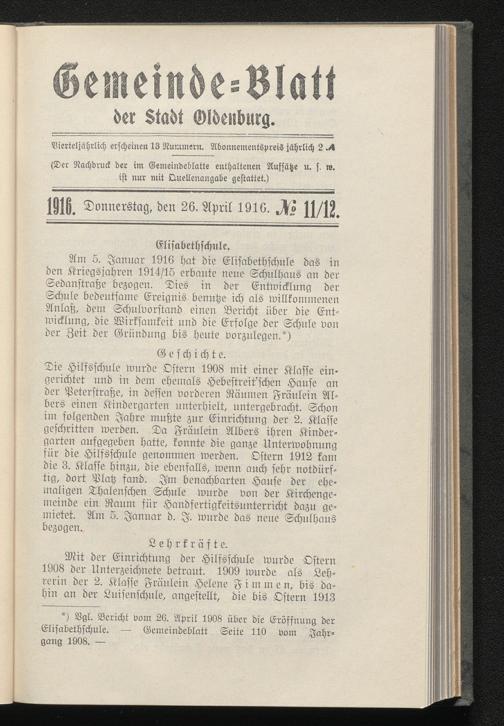 Gemeinde=Blatt
der Stadt Oldenburg.
Vierteljährlich erscheinen 13 Nummern. Abonnementspreis jährlich 2 ℳ
(Der Nachdruck der im Gemeindeblatte enthaltenen Aufsätze u. s. w.
ist nur mit Quellenangabe gestattet.)
1916. Donnerstag, den 26. April 1916. № 11/12.
Elisabethschule.
Am 5. Januar 1916 hat die Elisabethschule das in
den Kriegsjahren 1914/15 erbaute neue Schulhaus an der
Sedanstraße bezogen. Dies in der Entwicklung der
Schule bedeutsame Ereignis benutze ich als willkommenen
Anlaß, dem Schulvorstand einen Bericht über die Ent-
wicklung, die Wirksamkeit und die Erfolge der Schule von
der Zeit der Gründung bis heute vorzulegen.*)
Geschichte.
Die Hilfsschule wurde Ostern 1908 mit einer Klasse ein-
gerichtet und in dem ehemals Hebestreit'schen Hause an
der Peterstraße, in dessen vorderen Räumen Fräulein Al-
bers einen Kindergarten unterhielt, untergebracht. Schon
im folgenden Jahre mußte zur Einrichtung der 2. Klasse
geschritten werden. Da Fräulein Albers ihren Kinder-
garten aufgegeben hatte, konnte die ganze Unterwohnung
für die Hilfsschule genommen werden. Ostern 1912 kam
die 3. Klasse hinzu, die ebenfalls, wenn auch sehr notdürf-
tig, dort Platz fand. Im benachbarten Hause der ehe-
maligen Thalenschen Schule wurde von der Kirchenge-
meinde ein Raum für Handfertigkeitsunterricht dazu ge-
mietet. Am 5. Januar d. J. wurde das neue Schulhaus
bezogen.
Lehrkräfte.
Mit der Einrichtung der Hilfsschule wurde Ostern
1908 der Unterzeichnete betraut. 1909 wurde als Leh-
rerin der 2. Klasse Fräulein Helene Fimmen, bis da-
hin an der Luisenschule, angestellt, die bis Ostern 1913
*) Vgl. Bericht vom 26. April 1908 über die Eröffnung der
Elisabethschule. — Gemeindeblatt Seite 110 vom Jahr-
gang 1908. —